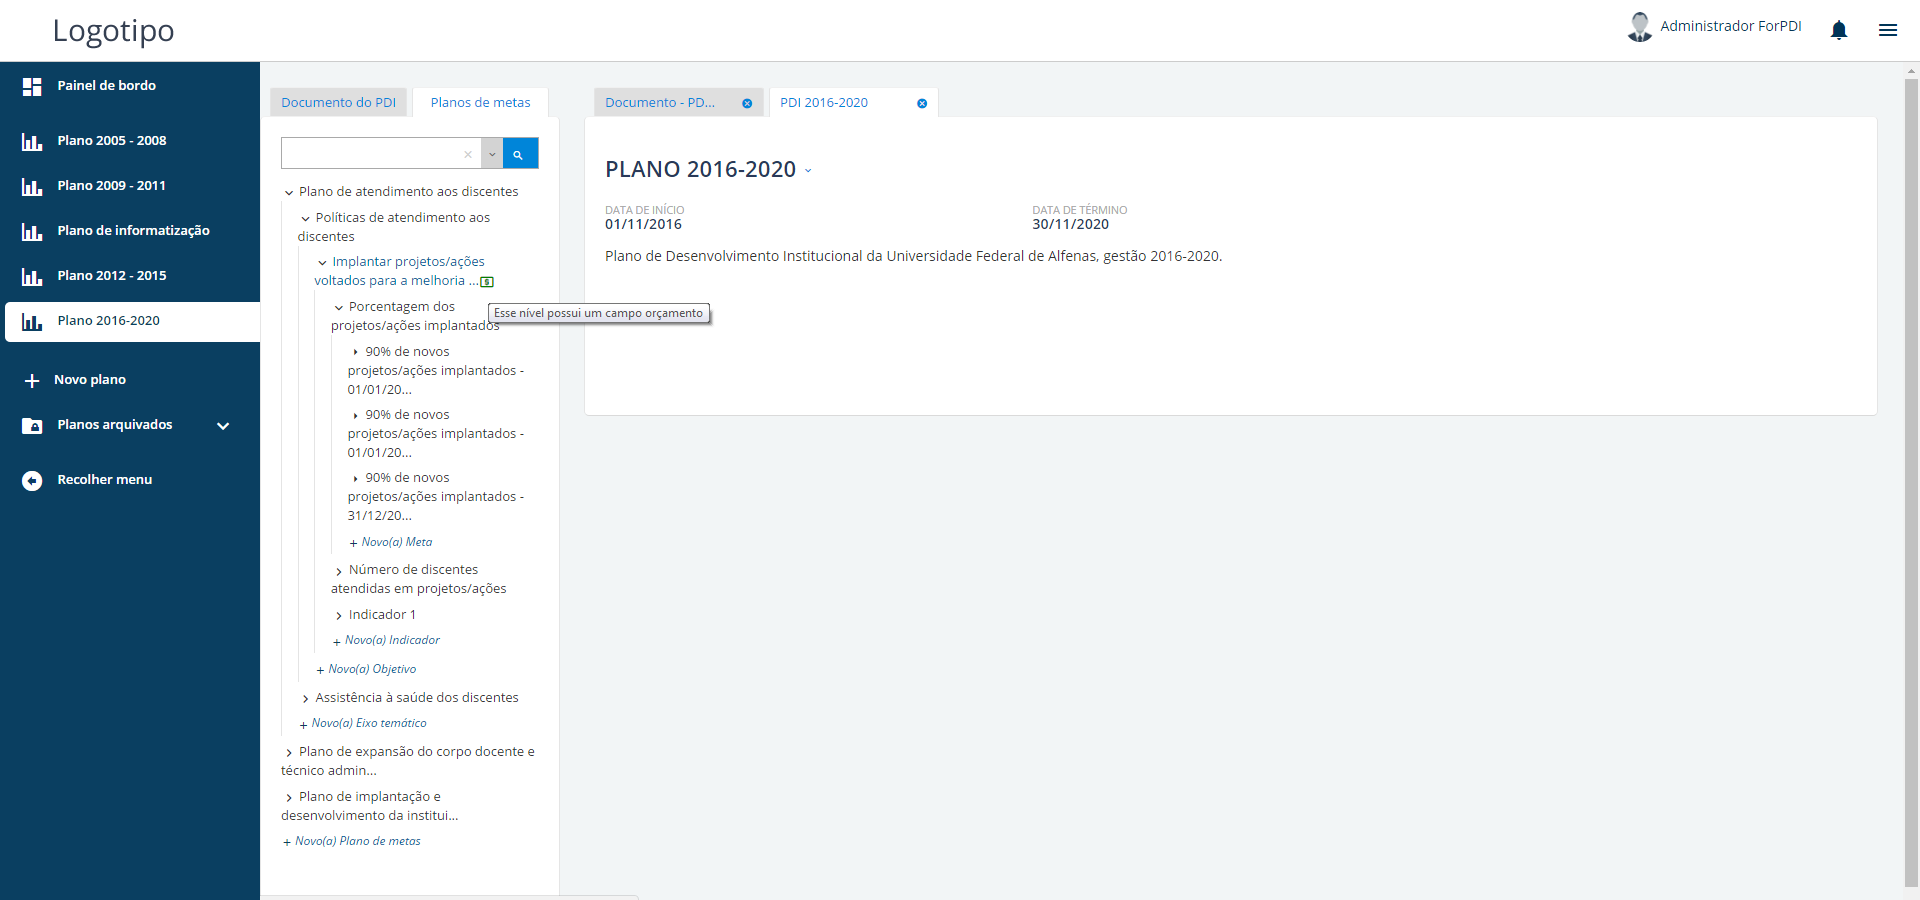 Logotipo
Administrador ForPDI
Painel de bordo
Plano 2005 - 2008
Plano 2009 - 2011
Plano de informatização
Plano 2012 - 2015
Plano 2016-2020
Novo plano
Planos arquivados
Recolher menu
Documento do PDI
Planos de metas
Plano de atendimento aos discentes
Políticas de atendimento aos
discentes
Implantar projetos/ações
voltados para a melhoria ...
Porcentagem dos
projetos/ações implantados
90% de novos
projetos/ações implantados -
01/01/20...
90% de novos
projetos/ações implantados -
01/01/20...
90% de novos
projetos/ações implantados -
31/12/20...
+ Novo(a) Meta
Número de discentes
atendidas em projetos/ações
Indicador 1
+ Novo(a) Indicador
+ Novo(a) Objetivo
Assistência à saúde dos discentes
+ Novo(a) Eixo temático
Plano de expansão do corpo docente e
técnico admin...
Plano de implantação e
desenvolvimento da institui...
+ Novo(a) Plano de metas
Documento - PD...
PDI 2016-2020
PLANO 2016-2020
DATA DE INÍCIO
01/11/2016
DATA DE TÉRMINO
30/11/2020
Plano de Desenvolvimento Institucional da Universidade Federal de Alfenas, gestão 2016-2020.
Esse nível possui um campo orçamento